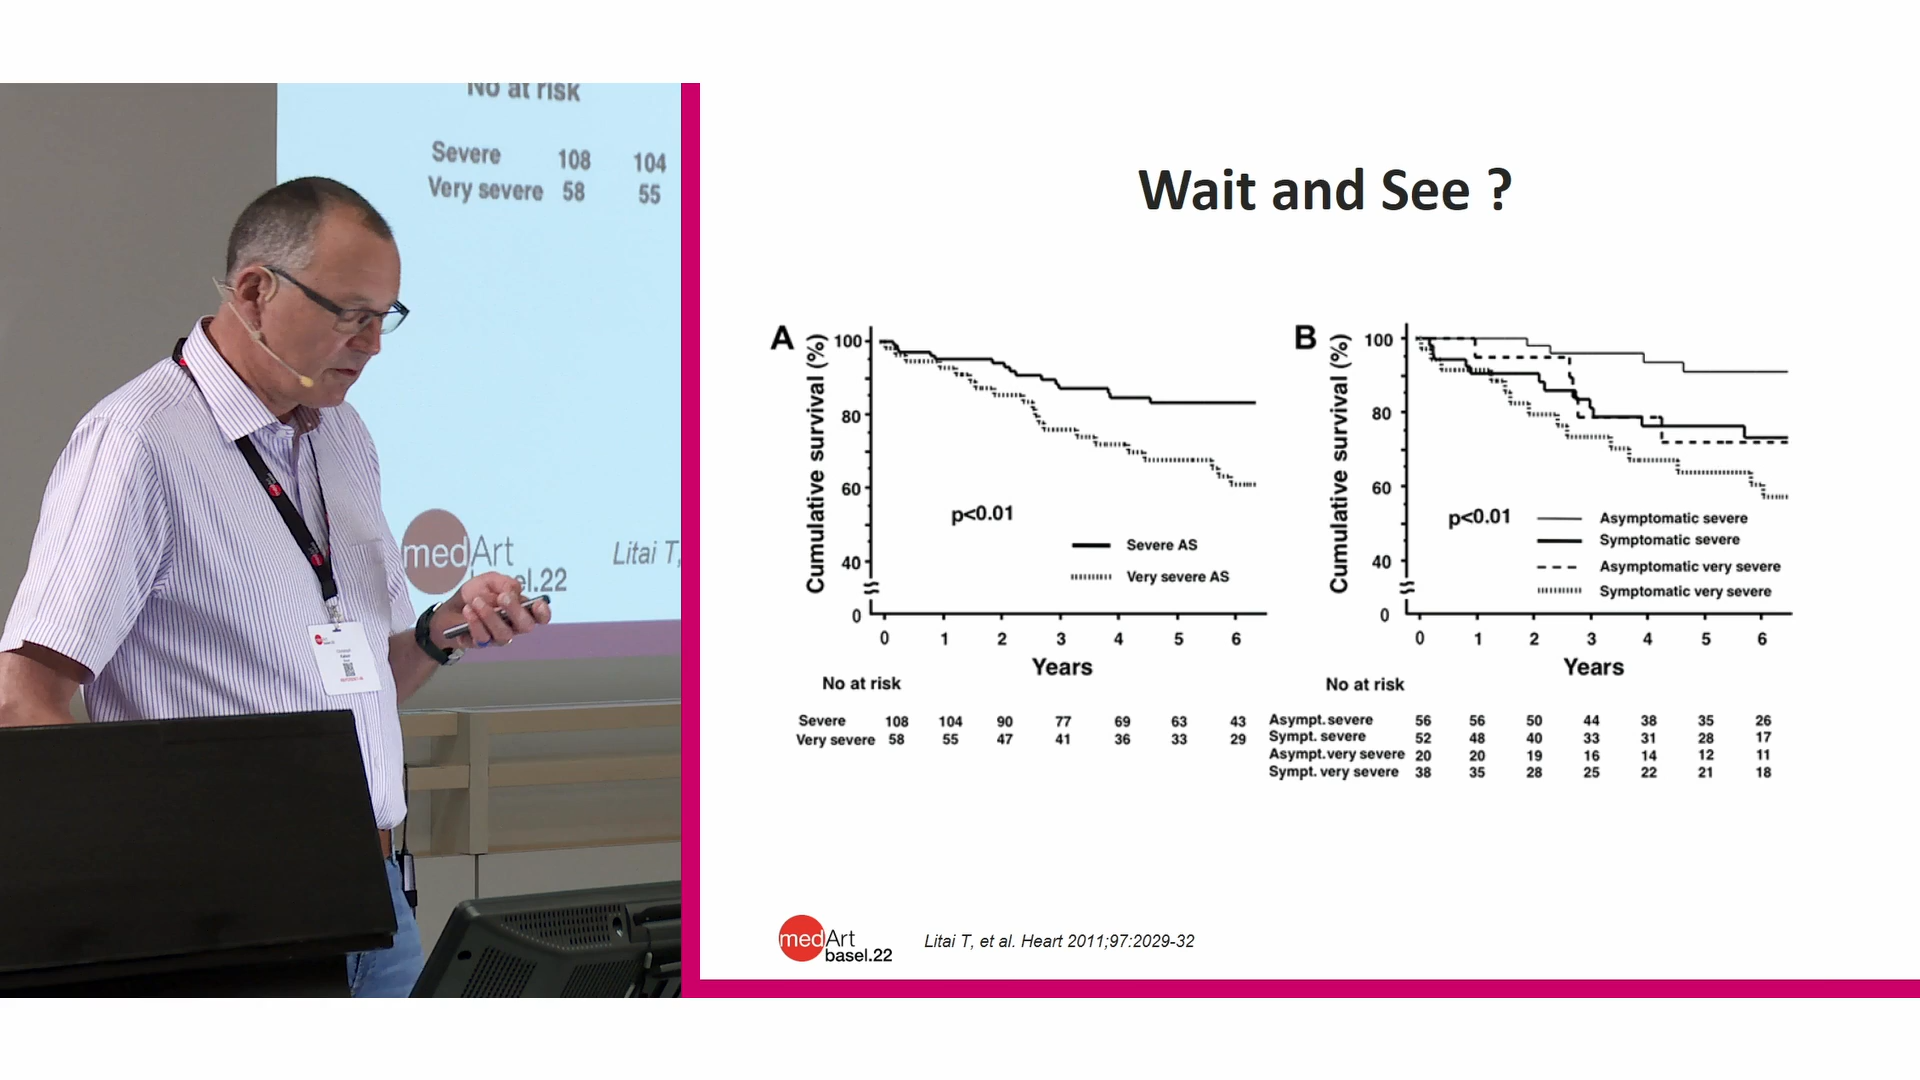 No at risk
Severe 108 104
Very severe 58 55
medArt
el.22
Litai T,
Wait and See ?
A
Cumulative survival (%)
100
80
60
40
0
p<0.01
Severe AS
Very severe AS
0 1 2 3 4 5 6
Years
No at risk
Severe 108 104 90 77 69 63 43
Very severe 58 55 47 41 36 33 29
B
Cumulative survival (%)
100
80
60
40
0
p<0.01
Asymptomatic severe
Symptomatic severe
Asymptomatic very severe
Symptomatic very severe
0 1 2 3 4 5 6
Years
No at risk
Asympt. severe 56 56 50 44 38 35 26
Sympt. severe 52 48 40 33 31 28 17
Asympt.very severe 20 20 19 16 14 12 11
Sympt. very severe 38 35 28 25 22 21 18
medArt
basel.22
Litai T, et al. Heart 2011;97:2029-32